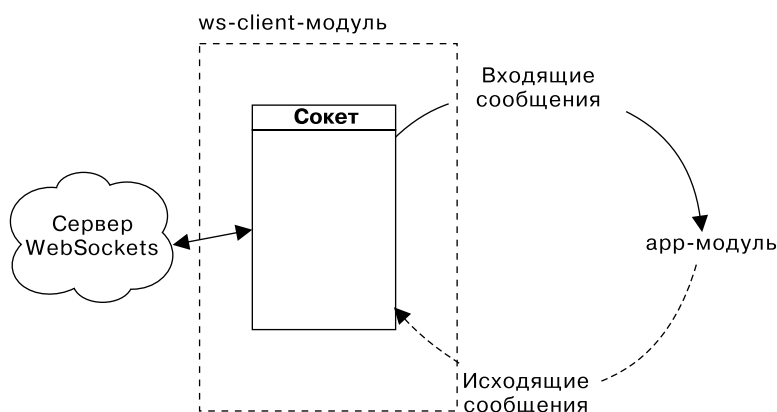 ws-client-модуль
Входящие
сообщения
Сокет
Сервер
WebSockets
app-модуль
Исходящие
сообщения